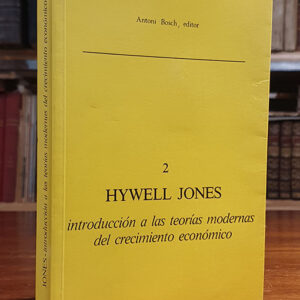 Antoni Bosch, editor
2
HYWELL JONES
introducción a las teorías modernas
del crecimiento económico
JONES-introducción a las teorías modernas del crecimiento económico